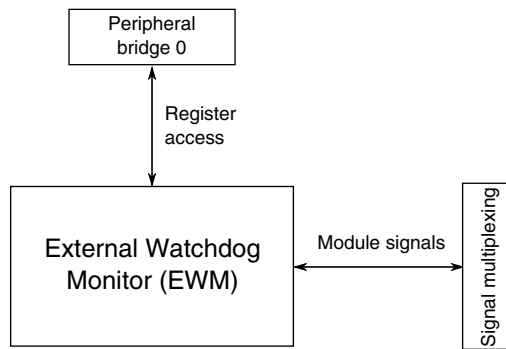 Peripheral
bridge 0
Register
access
External Watchdog
Monitor (EWM)
Module signals
Signal multiplexing